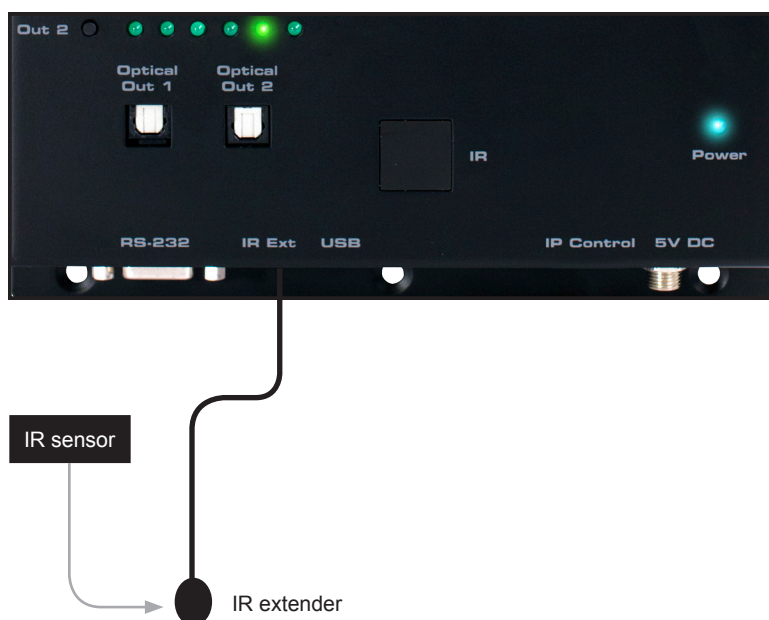 Out 2
Optical
Out 1
Optical
Out 2
IR
Power
RS-232
IR Ext
USB
IP Control
5V DC
IR sensor
IR extender